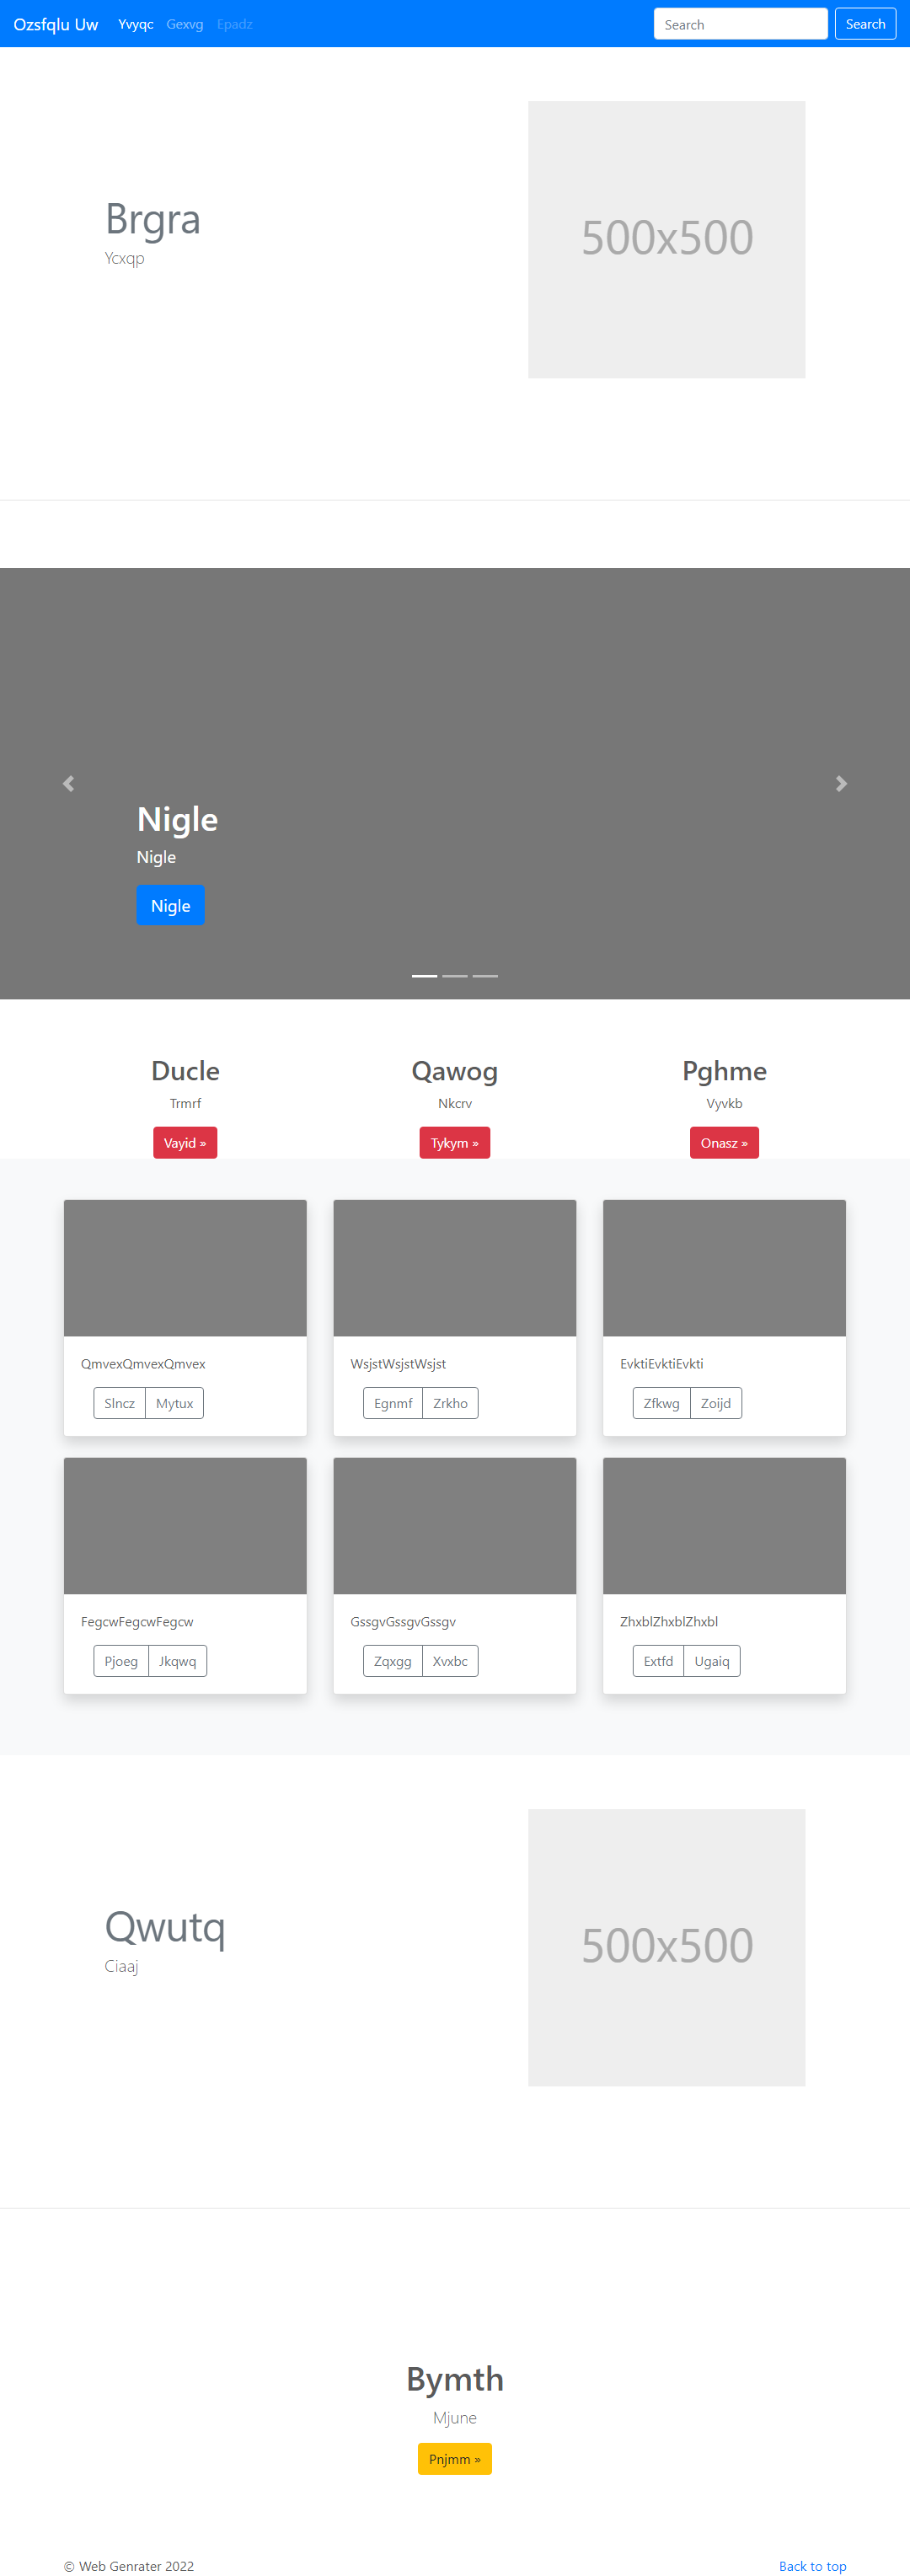 Ozsfqlu Uw Yvyqc Gexvg Epadz Search Search
Brgra
Ycxqp
500x500
Nigle
Nigle
Nigle
Ducle Qawog Pghme
Trmrf Nkcrv Vyvkb
Vayid » Tykym » Onasz »
QmvexQmvexQmvex WsjstWsjstWsjst EvktiEvktiEvkti
Slncz Mytux Egnmf Zrkho Zfkwg Zoijd
FegcwFegcwFegcw GssgvGssgvGssgv ZhxblZhxblZhxbl
Pjoeg Jkqwq Zqxgg Xvxbc Extfd Ugaiq
Qwutq
Ciaaj
500x500
Bymth
Mjune
Pnjmm »
© Web Genrater 2022 Back to top